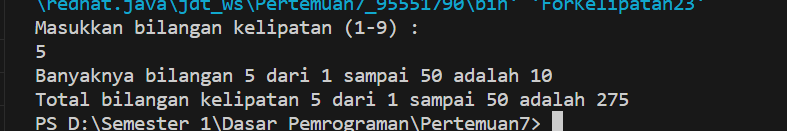 \redhat.java\jdt_ws\Pertemuan7_95551790\bin' 'ForKelipatan23'
Masukkan bilangan kelipatan (1-9) :
5
Banyaknya bilangan 5 dari 1 sampai 50 adalah 10
Total bilangan kelipatan 5 dari 1 sampai 50 adalah 275
PS D:\Semester 1\Dasar Pemrograman\Pertemuan7>